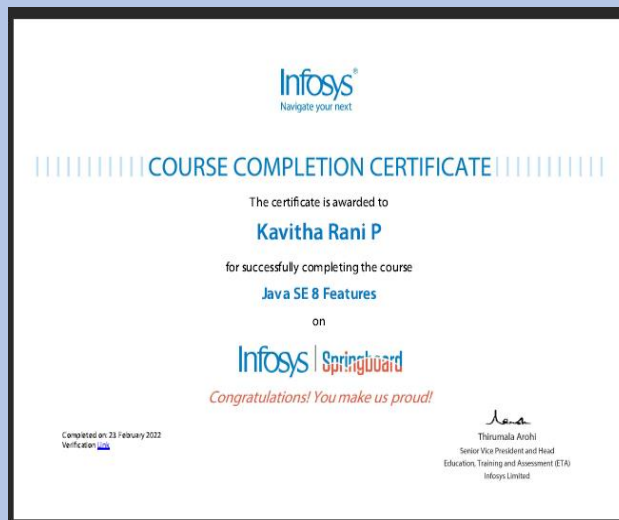 Infosys®
Navigate your next
COURSE COMPLETION CERTIFICATE
The certificate is awarded to
Kavitha Rani P
for successfully completing the course
Java SE 8 Features
on
Infosys | Springboard
Congratulations! You make us proud!
Completed on: 23 February 2022
Verification Link
Thirumala Arohi
Senior Vice President and Head
Education, Training and Assessment (ETA)
Infosys Limited